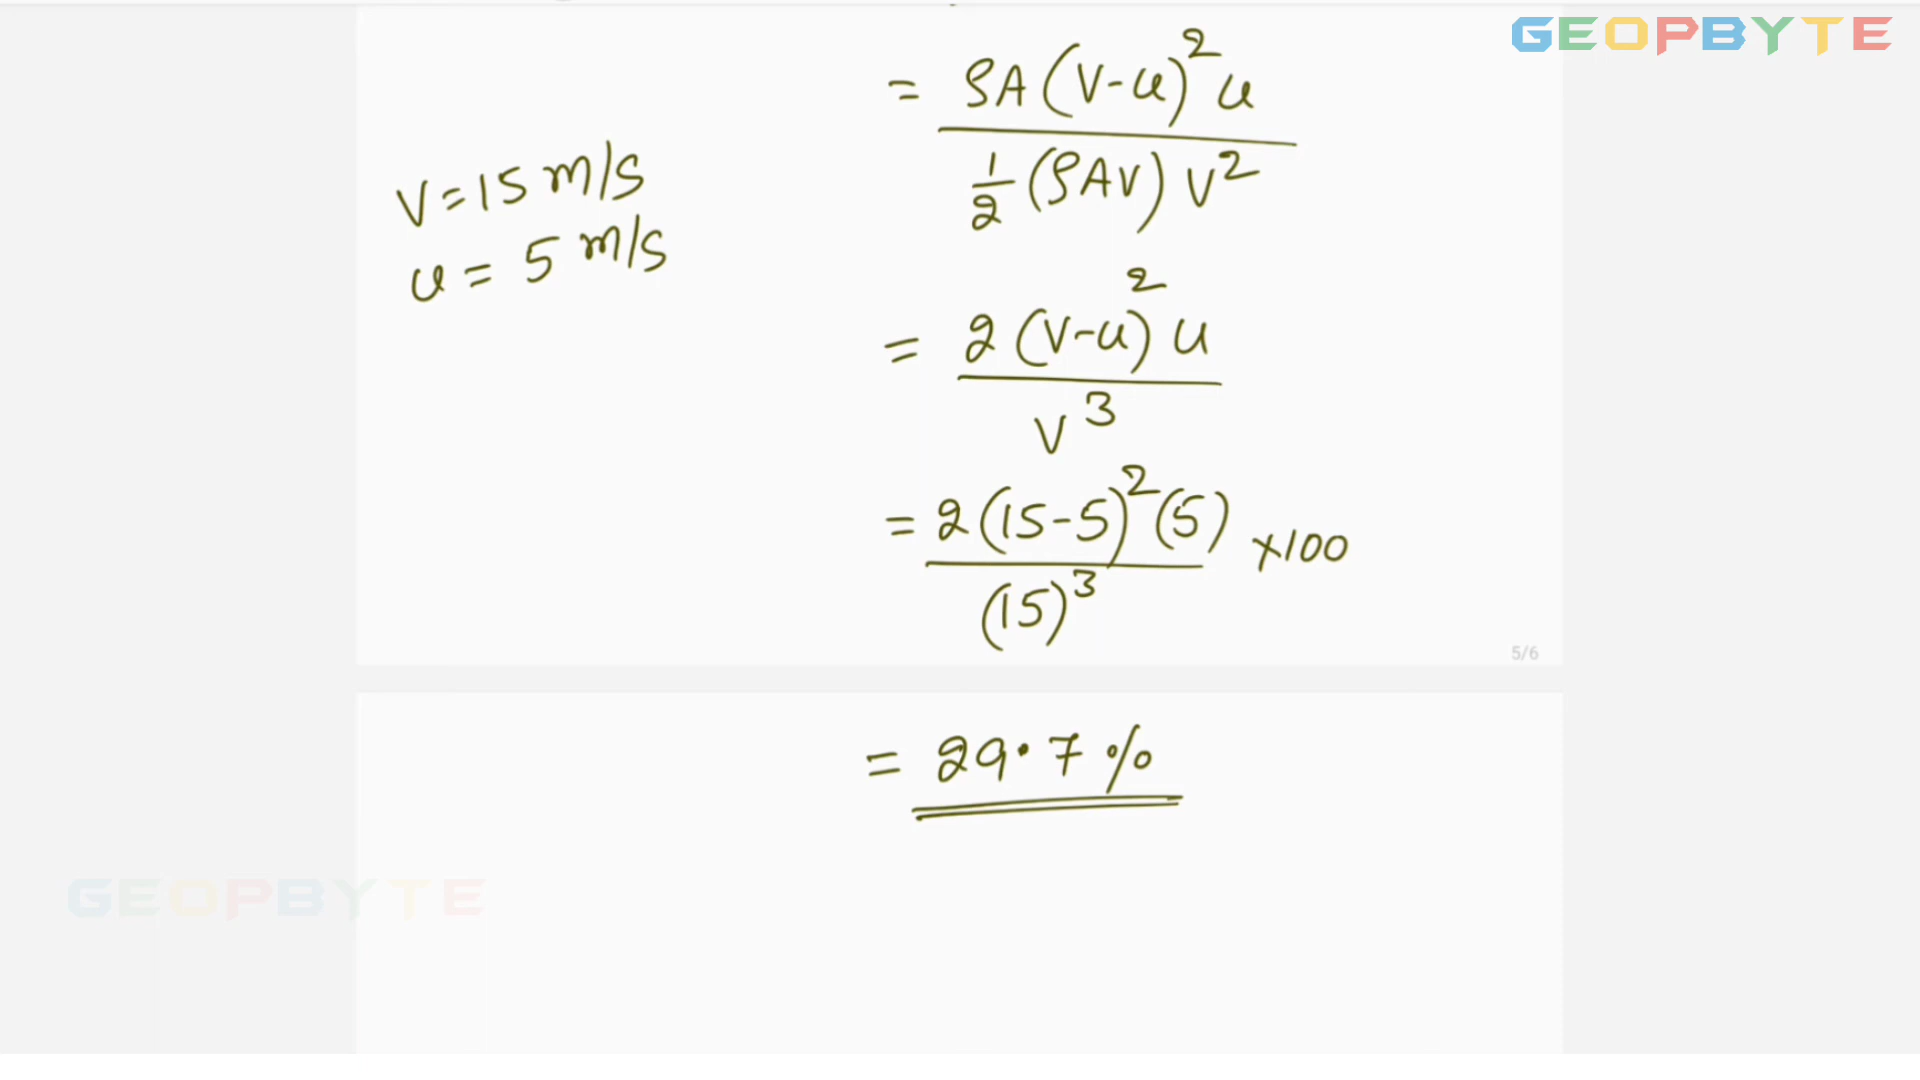 GEOPBYTE
= ρA(V-u)²u
½(ρAV)V²
V=15 m/s
u = 5 m/s
= 2(V-u)²u
V³
= 2(15-5)²(5) ×100
(15)³
5/6
= 29.7%
GEOPBYTE